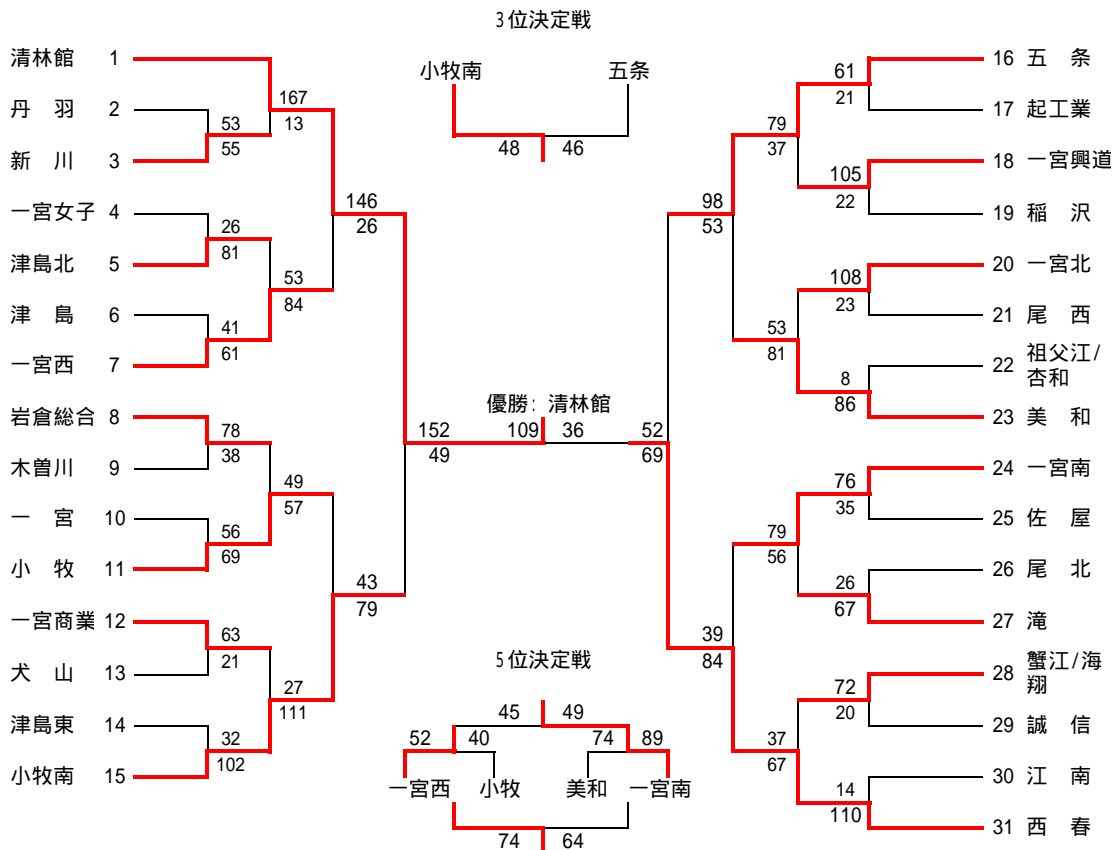 3位決定戦
小牧南 五条
48 46
清林館 1
丹 羽 2
新 川 3
一宮女子 4
津島北 5
津 島 6
一宮西 7
岩倉総合 8
木曽川 9
一 宮 10
小 牧 11
一宮商業 12
犬 山 13
津島東 14
小牧南 15
53
55
26
81
41
61
78
38
56
69
63
21
32
102
167
13
53
84
49
57
27
111
146
26
43
79
152
49
優勝: 清林館
109 36
52
69
98
53
39
84
79
37
53
81
79
56
37
67
61
21
105
22
108
23
8
86
76
35
26
67
72
20
14
110
16 五 条
17 起工業
18 一宮興道
19 稲 沢
20 一宮北
21 尾 西
22 祖父江/
杏和
23 美 和
24 一宮南
25 佐 屋
26 尾 北
27 滝
28 蟹江/海
翔
29 誠 信
30 江 南
31 西 春
5位決定戦
45 49
52 40 74 89
一宮西 小牧 美和 一宮南
74 64